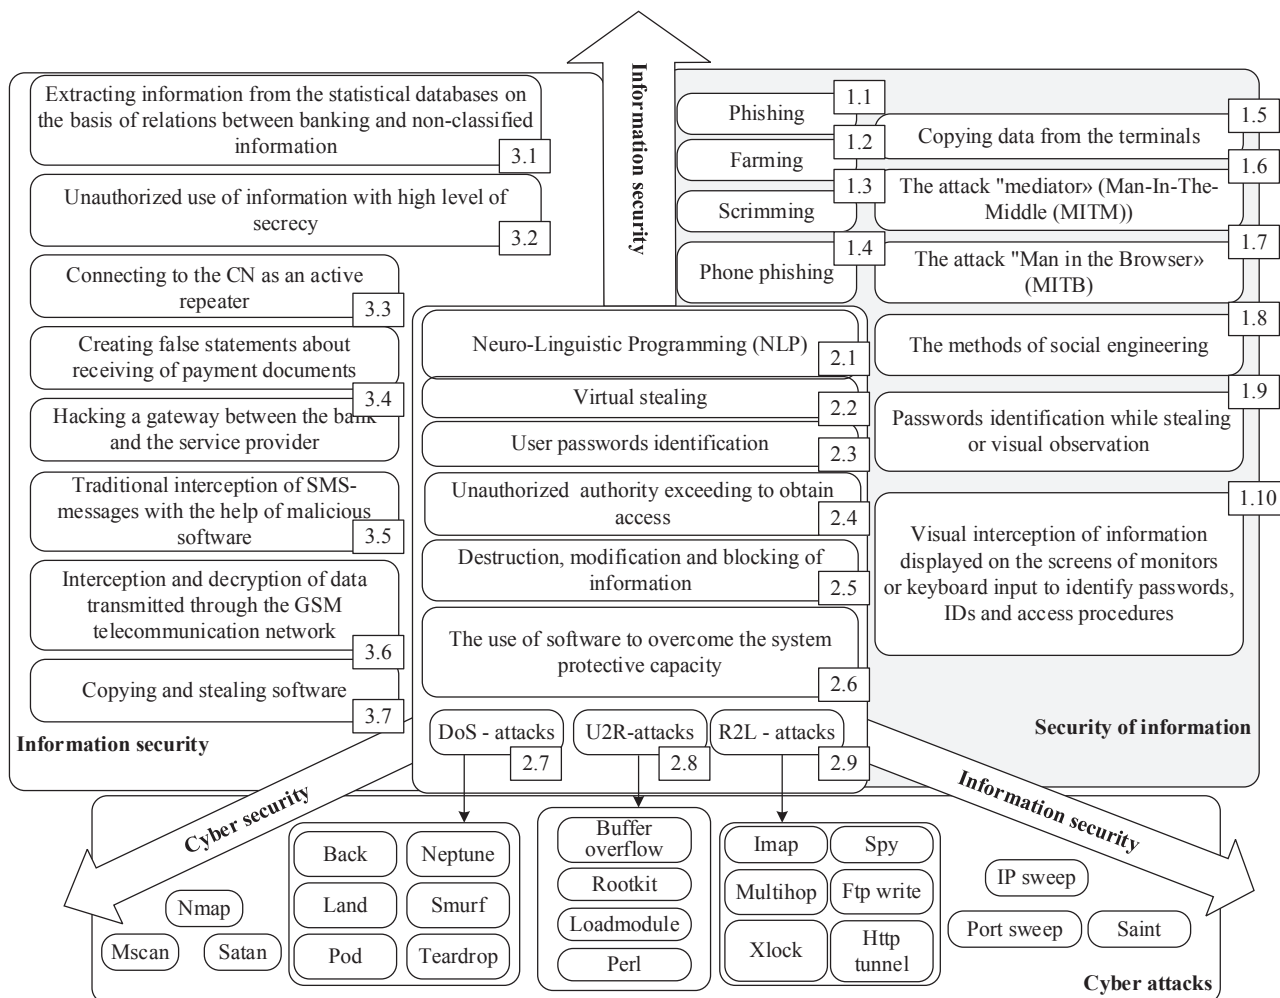 Information security
Extracting information from the statistical databases on
the basis of relations between banking and non-classified
information
3.1
Unauthorized use of information with high level of
secrecy
3.2
Connecting to the CN as an active
repeater
3.3
Creating false statements about
receiving of payment documents
3.4
Hacking a gateway between the bank
and the service provider
Traditional interception of SMS-
messages with the help of malicious
software
3.5
Interception and decryption of data
transmitted through the GSM
telecommunication network
3.6
Copying and stealing software
3.7
Information security
Phishing
1.1
Farming
1.2
Scrimming
1.3
Phone phishing
1.4
Copying data from the terminals
1.5
The attack "mediator» (Man-In-The-
Middle (MITM))
1.6
The attack "Man in the Browser»
(MITB)
1.7
The methods of social engineering
1.8
Passwords identification while stealing
or visual observation
1.9
Visual interception of information
displayed on the screens of monitors
or keyboard input to identify passwords,
IDs and access procedures
1.10
Security of information
Neuro-Linguistic Programming (NLP)
2.1
Virtual stealing
2.2
User passwords identification
2.3
Unauthorized authority exceeding to obtain
access
2.4
Destruction, modification and blocking of
information
2.5
The use of software to overcome the system
protective capacity
2.6
DoS - attacks
2.7
U2R-attacks
2.8
R2L - attacks
2.9
Cyber security
Information security
Nmap
Mscan
Satan
Back
Neptune
Land
Smurf
Pod
Teardrop
Buffer
overflow
Rootkit
Loadmodule
Perl
Imap
Spy
Multihop
Ftp write
Xlock
Http
tunnel
IP sweep
Port sweep
Saint
Cyber attacks